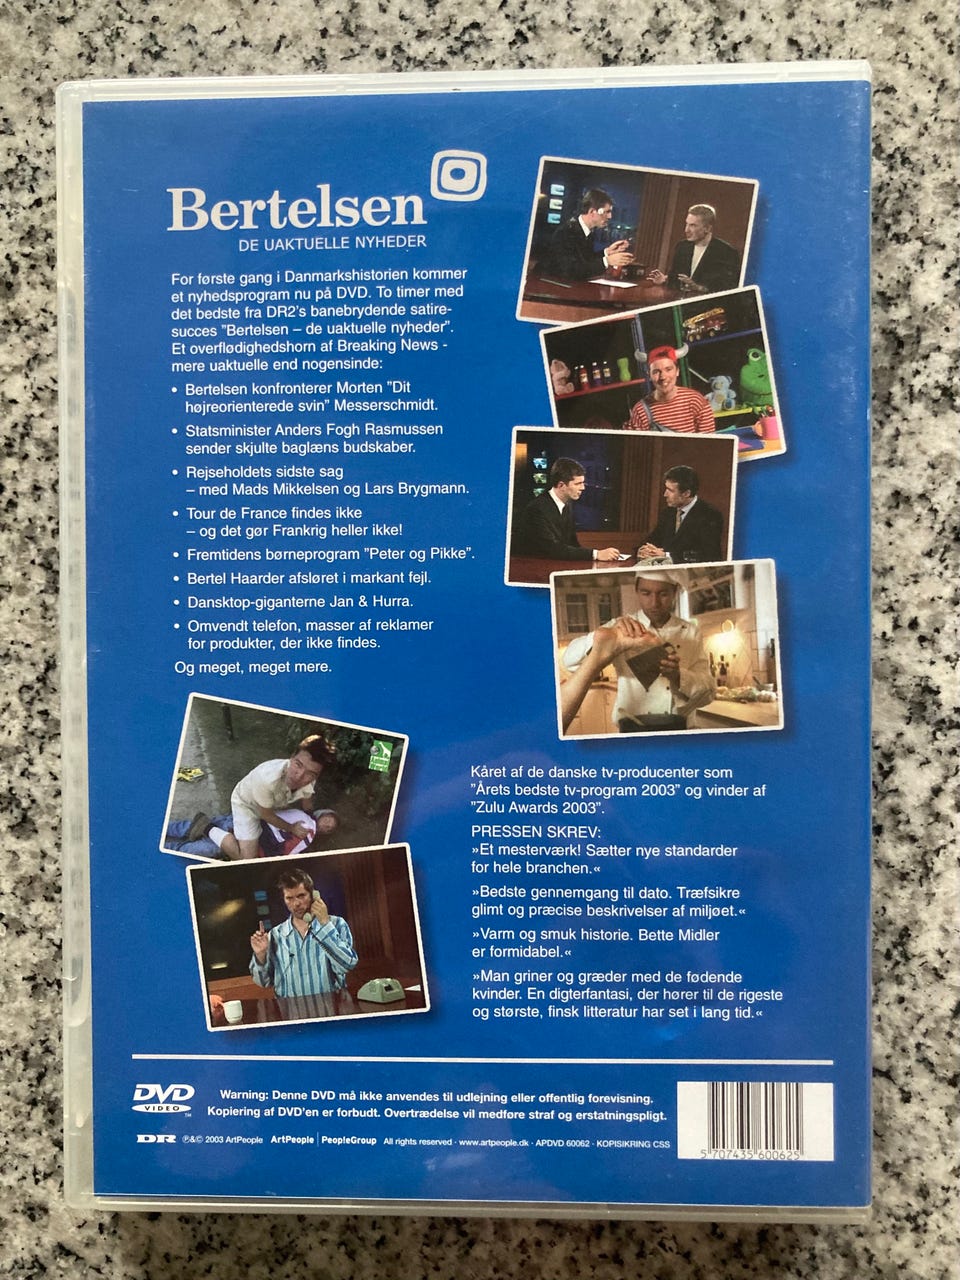 Bertelsen
DE UAKTUELLE NYHEDER
For første gang i Danmarkshistorien kommer
et nyhedsprogram nu på DVD. To timer med
det bedste fra DR2's banebrydende satire-
succes "Bertelsen – de uaktuelle nyheder".
Et overflødighedshorn af Breaking News -
mere uaktuelle end nogensinde:
• Bertelsen konfronterer Morten "Dit
højreorienterede svin" Messerschmidt.
• Statsminister Anders Fogh Rasmussen
sender skjulte baglæns budskaber.
• Rejseholdets sidste sag
– med Mads Mikkelsen og Lars Brygmann.
• Tour de France findes ikke
– og det gør Frankrig heller ikke!
• Fremtidens børneprogram "Peter og Pikke".
• Bertel Haarder afsløret i markant fejl.
• Dansktop-giganterne Jan & Hurra.
• Omvendt telefon, masser af reklamer
for produkter, der ikke findes.
Og meget, meget mere.
Kåret af de danske tv-producenter som
"Årets bedste tv-program 2003" og vinder af
"Zulu Awards 2003".
PRESSEN SKREV:
»Et mesterværk! Sætter nye standarder
for hele branchen.«
»Bedste gennemgang til dato. Træfsikre
glimt og præcise beskrivelser af miljøet.«
»Varm og smuk historie. Bette Midler
er formidabel.«
»Man griner og græder med de fødende
kvinder. En digterfantasi, der hører til de rigeste
og største, finsk litteratur har set i lang tid.«
DVD
VIDEO
TM
Warning: Denne DVD må ikke anvendes til udlejning eller offentlig forevisning.
Kopiering af DVD'en er forbudt. Overtrædelse vil medføre straf og erstatningspligt.
DR ℗&© 2003 ArtPeople ArtPeople | PeopleGroup All rights reserved · www.artpeople.dk · APDVD 60062 · KOPISIKRING CSS
5 707435 600625